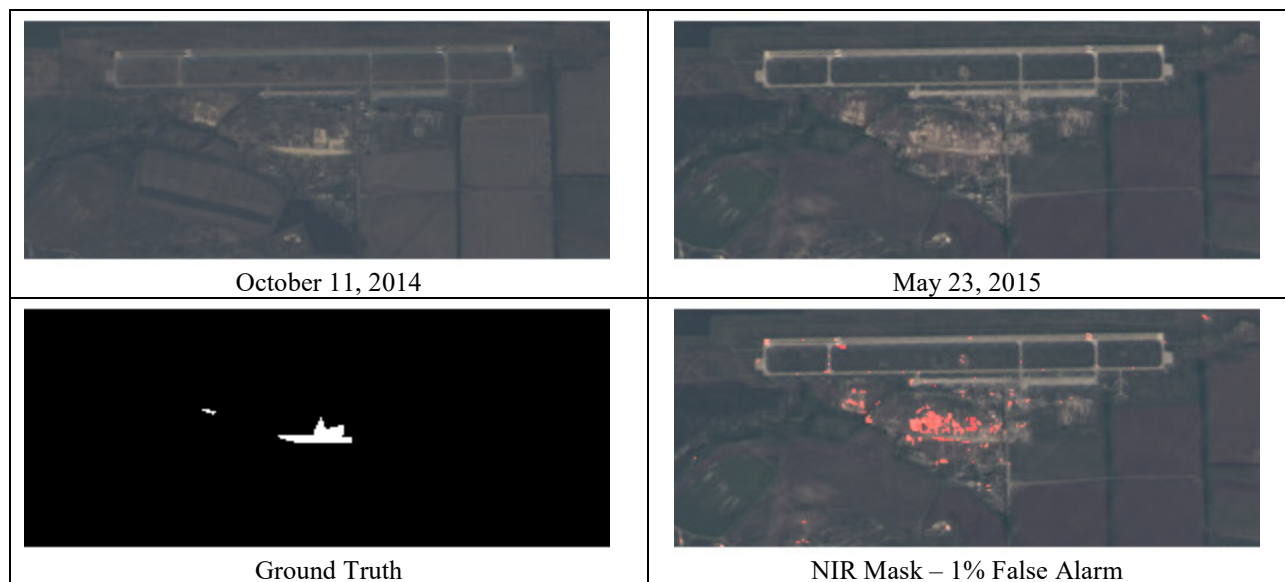 October 11, 2014
May 23, 2015
Ground Truth
NIR Mask – 1% False Alarm